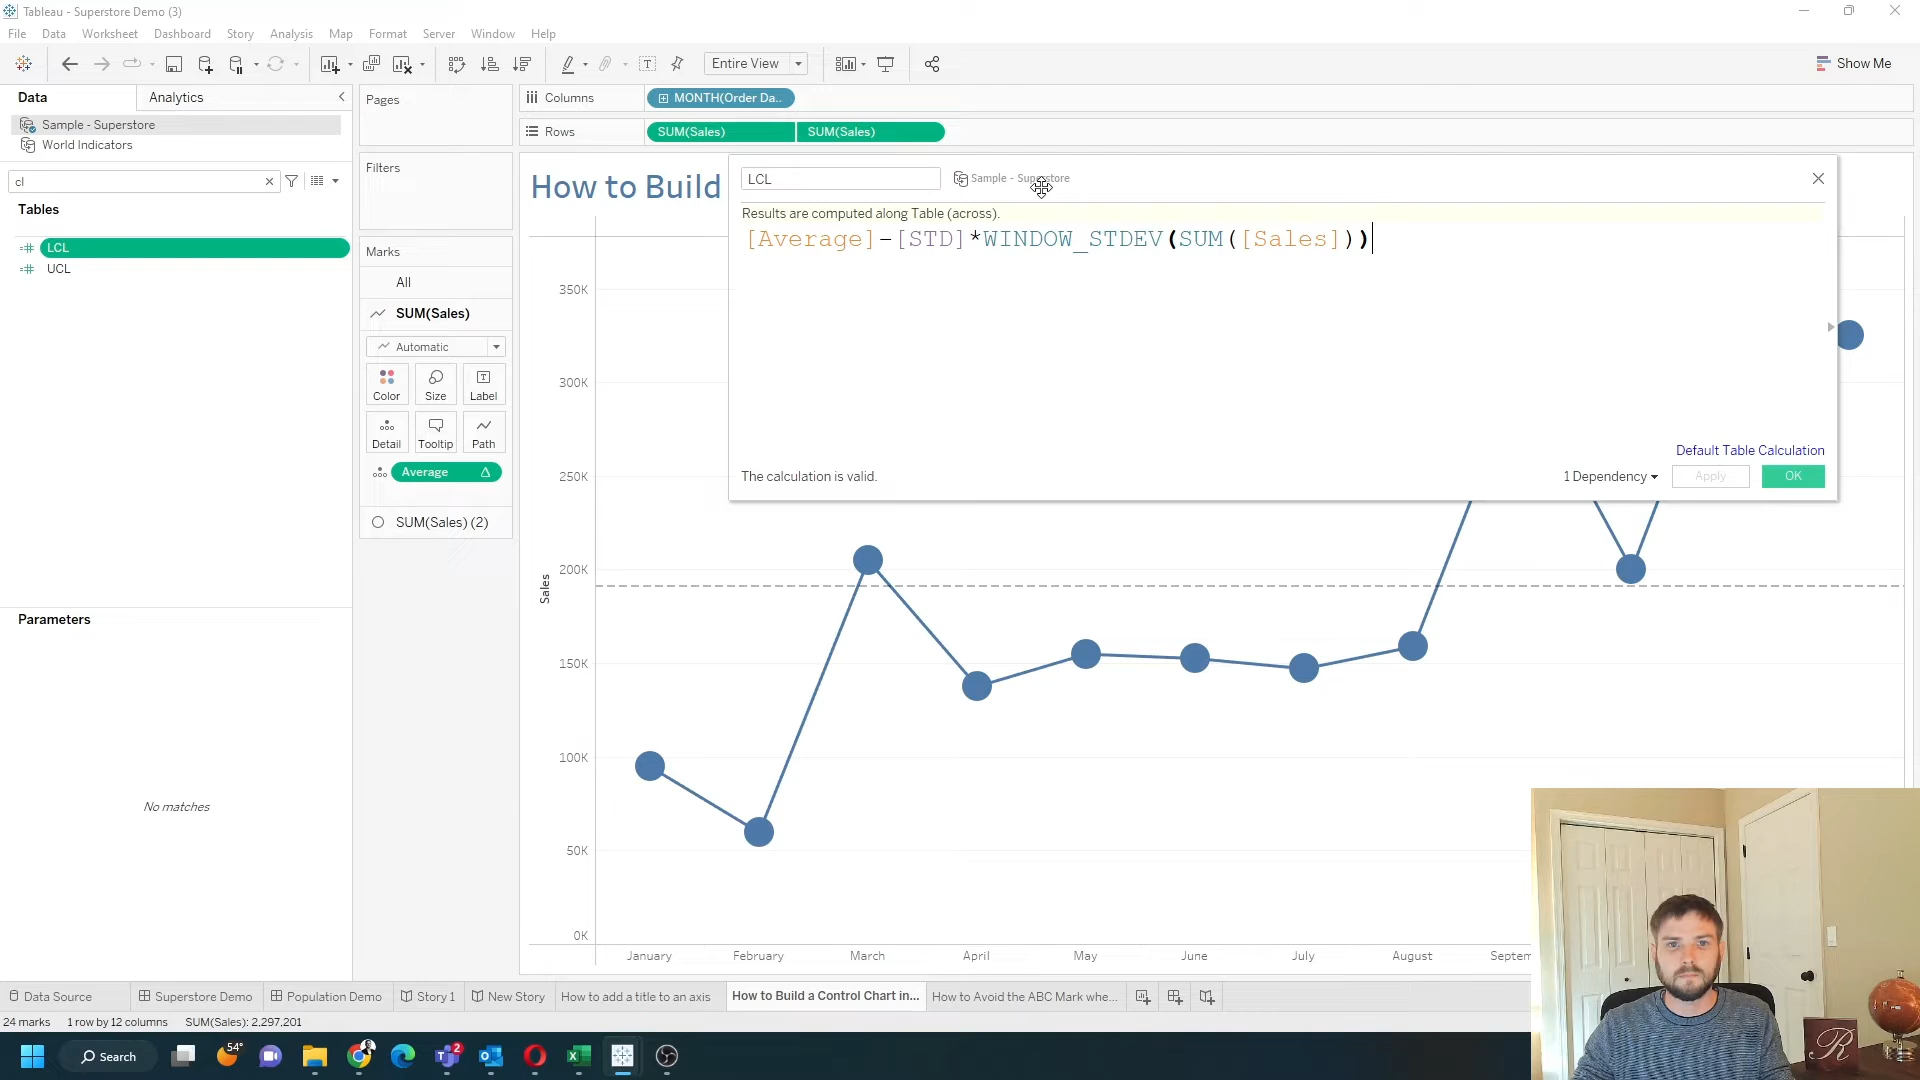 Tableau - Superstore Demo (3)
File Data Worksheet Dashboard Story Analysis Map Format Server Window Help
Entire View
Show Me
Data
Analytics
Sample - Superstore
World Indicators
cl
Tables
LCL
UCL
Parameters
No matches
Pages
Filters
Marks
All
SUM(Sales)
Automatic
Color
Size
Label
Detail
Tooltip
Path
Average
SUM(Sales) (2)
Columns
MONTH(Order Da..
Rows
SUM(Sales)
SUM(Sales)
How to Build
LCL
Sample - Superstore
Results are computed along Table (across).
[Average]-[STD]*WINDOW_STDEV(SUM([Sales]))
Default Table Calculation
The calculation is valid.
1 Dependency
Apply
OK
350K
300K
250K
200K
150K
100K
50K
0K
Sales
January
February
March
April
May
June
July
August
Septem
Data Source
Superstore Demo
Population Demo
Story 1
New Story
How to add a title to an axis
How to Build a Control Chart in...
How to Avoid the ABC Mark whe...
24 marks
1 row by 12 columns
SUM(Sales): 2,297,201
Search
54°
2
R